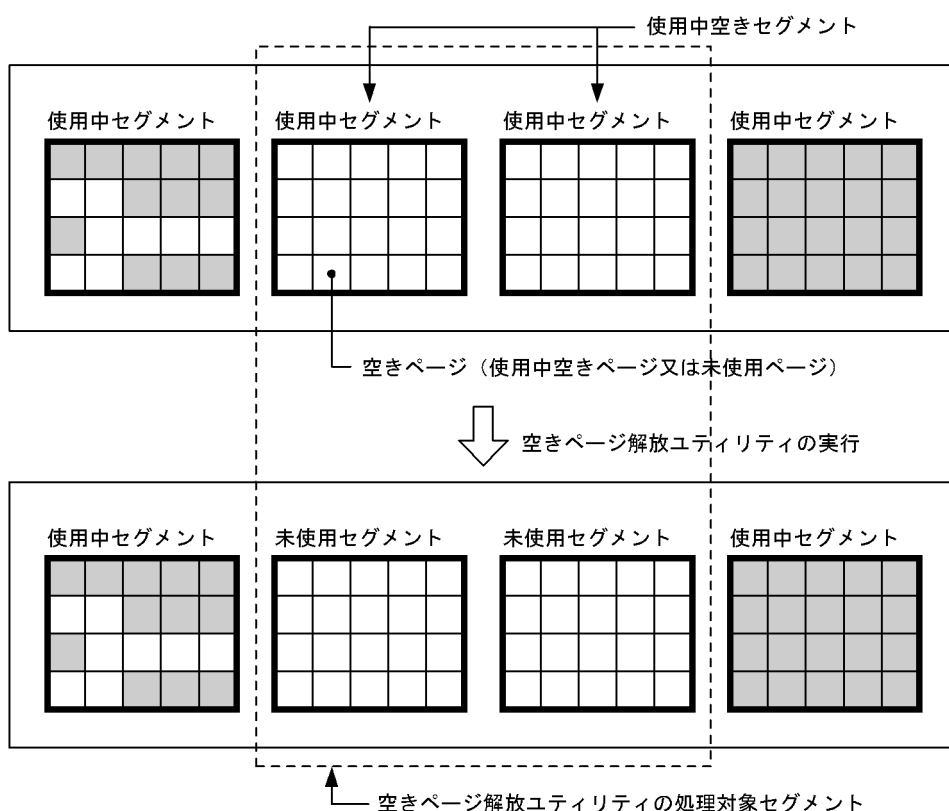 使用中空きセグメント
使用中セグメント 使用中セグメント 使用中セグメント 使用中セグメント
空きページ（使用中空きページ又は未使用ページ）
空きページ解放ユティリティの実行
使用中セグメント 未使用セグメント 未使用セグメント 使用中セグメント
空きページ解放ユティリティの処理対象セグメント